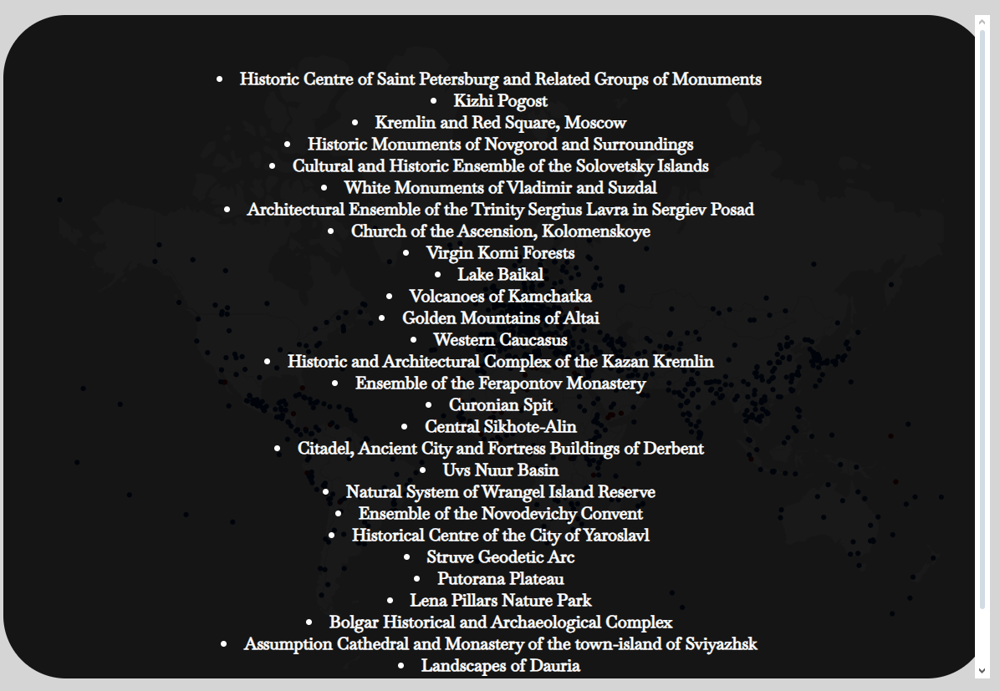 • Historic Centre of Saint Petersburg and Related Groups of Monuments
• Kizhi Pogost
• Kremlin and Red Square, Moscow
• Historic Monuments of Novgorod and Surroundings
• Cultural and Historic Ensemble of the Solovetsky Islands
• White Monuments of Vladimir and Suzdal
• Architectural Ensemble of the Trinity Sergius Lavra in Sergiev Posad
• Church of the Ascension, Kolomenskoye
• Virgin Komi Forests
• Lake Baikal
• Volcanoes of Kamchatka
• Golden Mountains of Altai
• Western Caucasus
• Historic and Architectural Complex of the Kazan Kremlin
• Ensemble of the Ferapontov Monastery
• Curonian Spit
• Central Sikhote-Alin
• Citadel, Ancient City and Fortress Buildings of Derbent
• Uvs Nuur Basin
• Natural System of Wrangel Island Reserve
• Ensemble of the Novodevichy Convent
• Historical Centre of the City of Yaroslavl
• Struve Geodetic Arc
• Putorana Plateau
• Lena Pillars Nature Park
• Bolgar Historical and Archaeological Complex
• Assumption Cathedral and Monastery of the town-island of Sviyazhsk
• Landscapes of Dauria